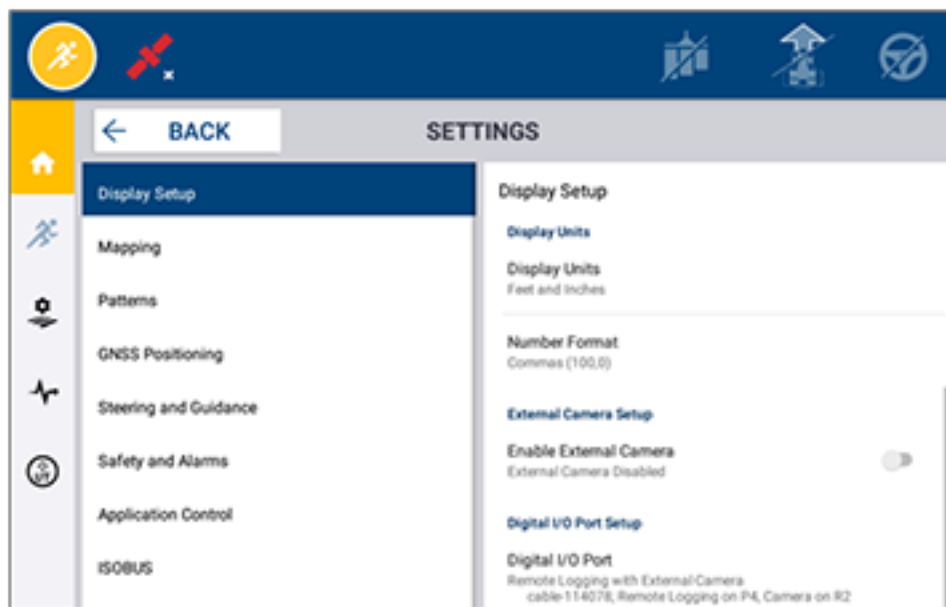 BACK
SETTINGS
Display Setup
Mapping
Patterns
GNSS Positioning
Steering and Guidance
Safety and Alarms
Application Control
ISOBUS
Display Setup
Display Units
Display Units
Feet and Inches
Number Format
Commas (100,0)
External Camera Setup
Enable External Camera
External Camera Disabled
Digital I/O Port Setup
Digital I/O Port
Remote Logging with External Camera
cable-114078, Remote Logging on P4, Camera on R2